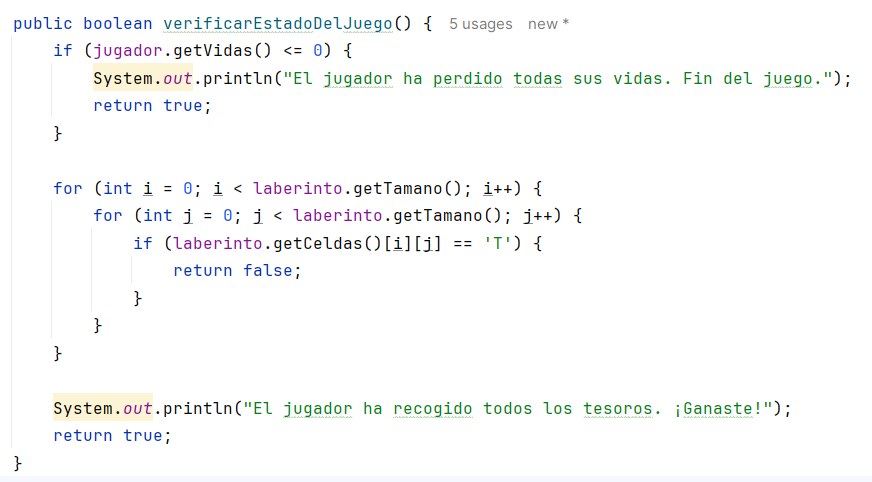 public boolean verificarEstadoDelJuego() { 5 usages new *
    if (jugador.getVidas() <= 0) {
        System.out.println("El jugador ha perdido todas sus vidas. Fin del juego.");
        return true;
    }

    for (int i = 0; i < laberinto.getTamano(); i++) {
        for (int j = 0; j < laberinto.getTamano(); j++) {
            if (laberinto.getCeldas()[i][j] == 'T') {
                return false;
            }
        }
    }

    System.out.println("El jugador ha recogido todos los tesoros. ¡Ganaste!");
    return true;
}